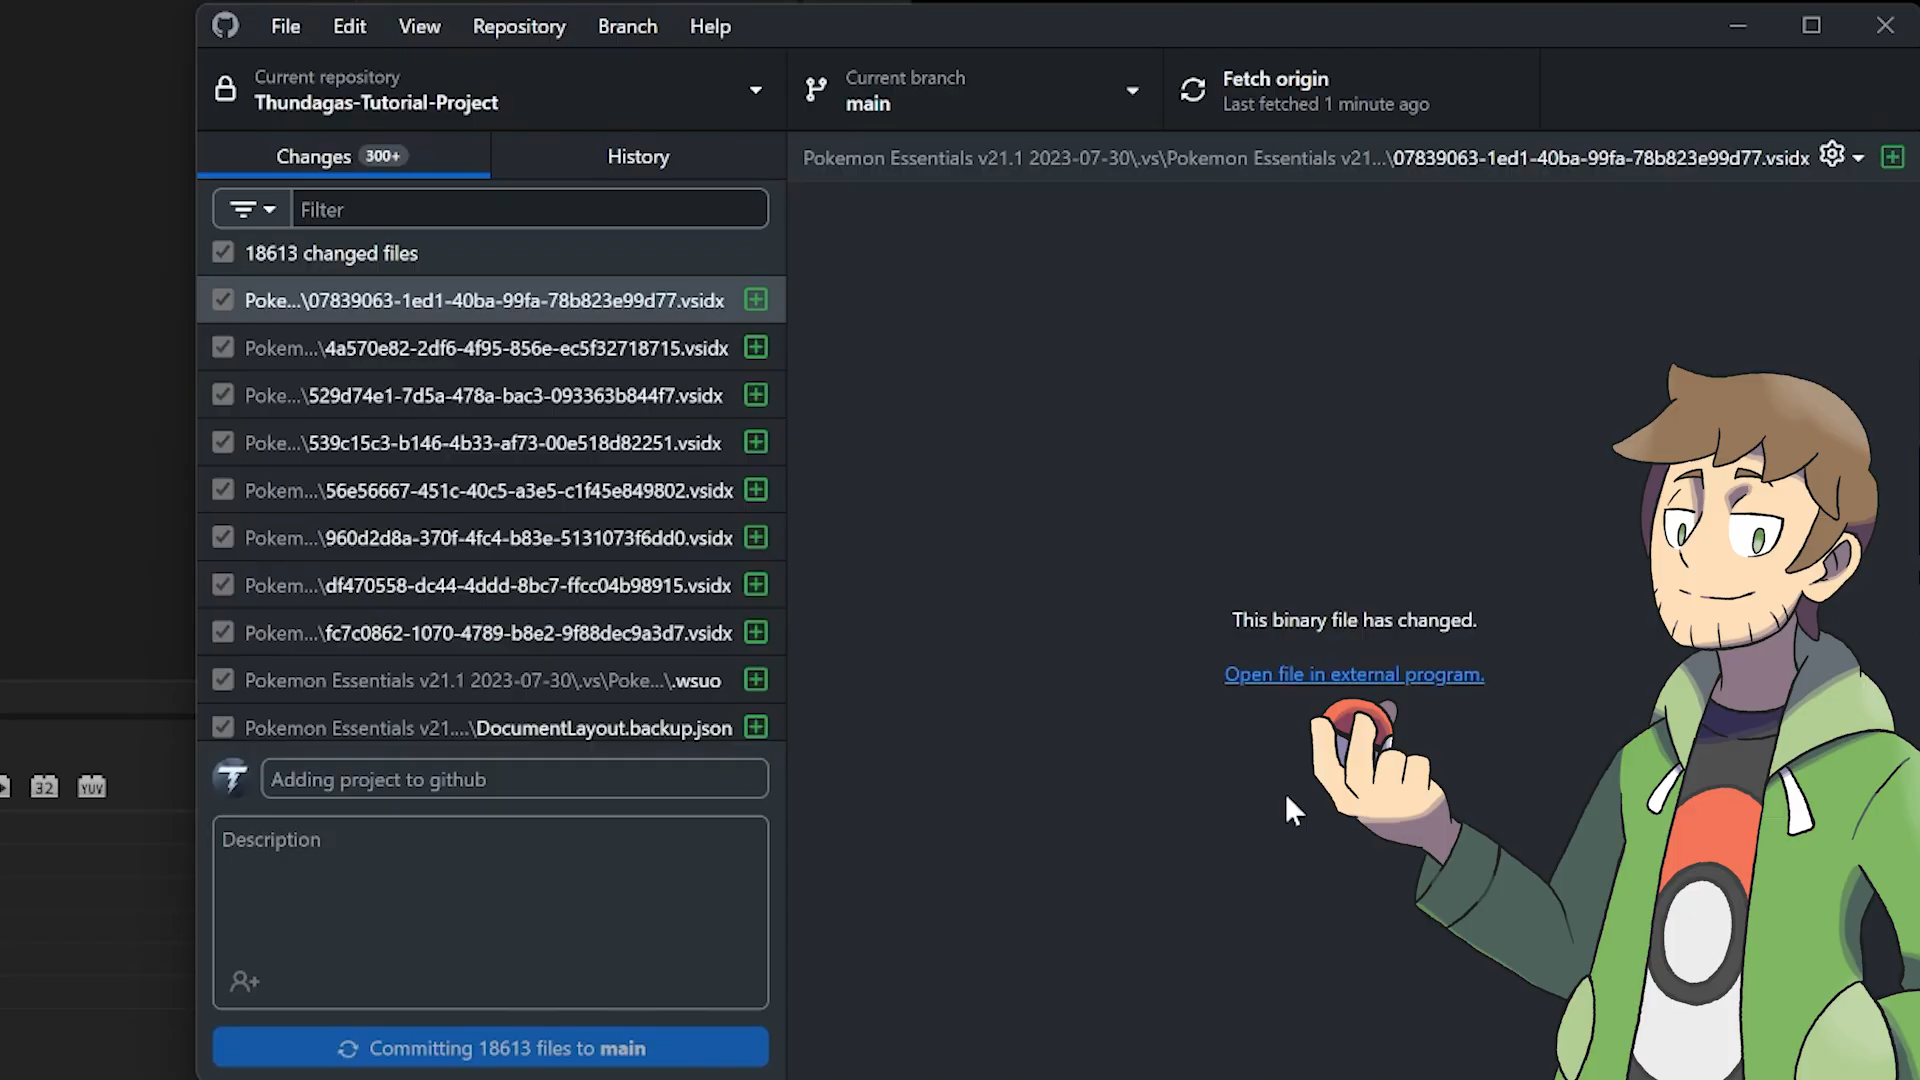 File Edit View Repository Branch Help
Current repository
Thundagas-Tutorial-Project
Current branch
main
Fetch origin
Last fetched 1 minute ago
Changes 300+
History
Pokemon Essentials v21.1 2023-07-30\.vs\Pokemon Essentials v21...\07839063-1ed1-40ba-99fa-78b823e99d77.vsidx
Filter
18613 changed files
Poke...\07839063-1ed1-40ba-99fa-78b823e99d77.vsidx
Pokem...\4a570e82-2df6-4f95-856e-ec5f32718715.vsidx
Poke...\529d74e1-7d5a-478a-bac3-093363b844f7.vsidx
Poke...\539c15c3-b146-4b33-af73-00e518d82251.vsidx
Pokem...\56e56667-451c-40c5-a3e5-c1f45e849802.vsidx
Pokem...\960d2d8a-370f-4fc4-b83e-5131073f6dd0.vsidx
Pokem...\df470558-dc44-4ddd-8bc7-ffcc04b98915.vsidx
Pokem...\fc7c0862-1070-4789-b8e2-9f88dec9a3d7.vsidx
Pokemon Essentials v21.1 2023-07-30\.vs\Poke...\.wsuo
Pokemon Essentials v21....\DocumentLayout.backup.json
This binary file has changed.
Open file in external program.
32
YUV
Adding project to github
Description
Committing 18613 files to main